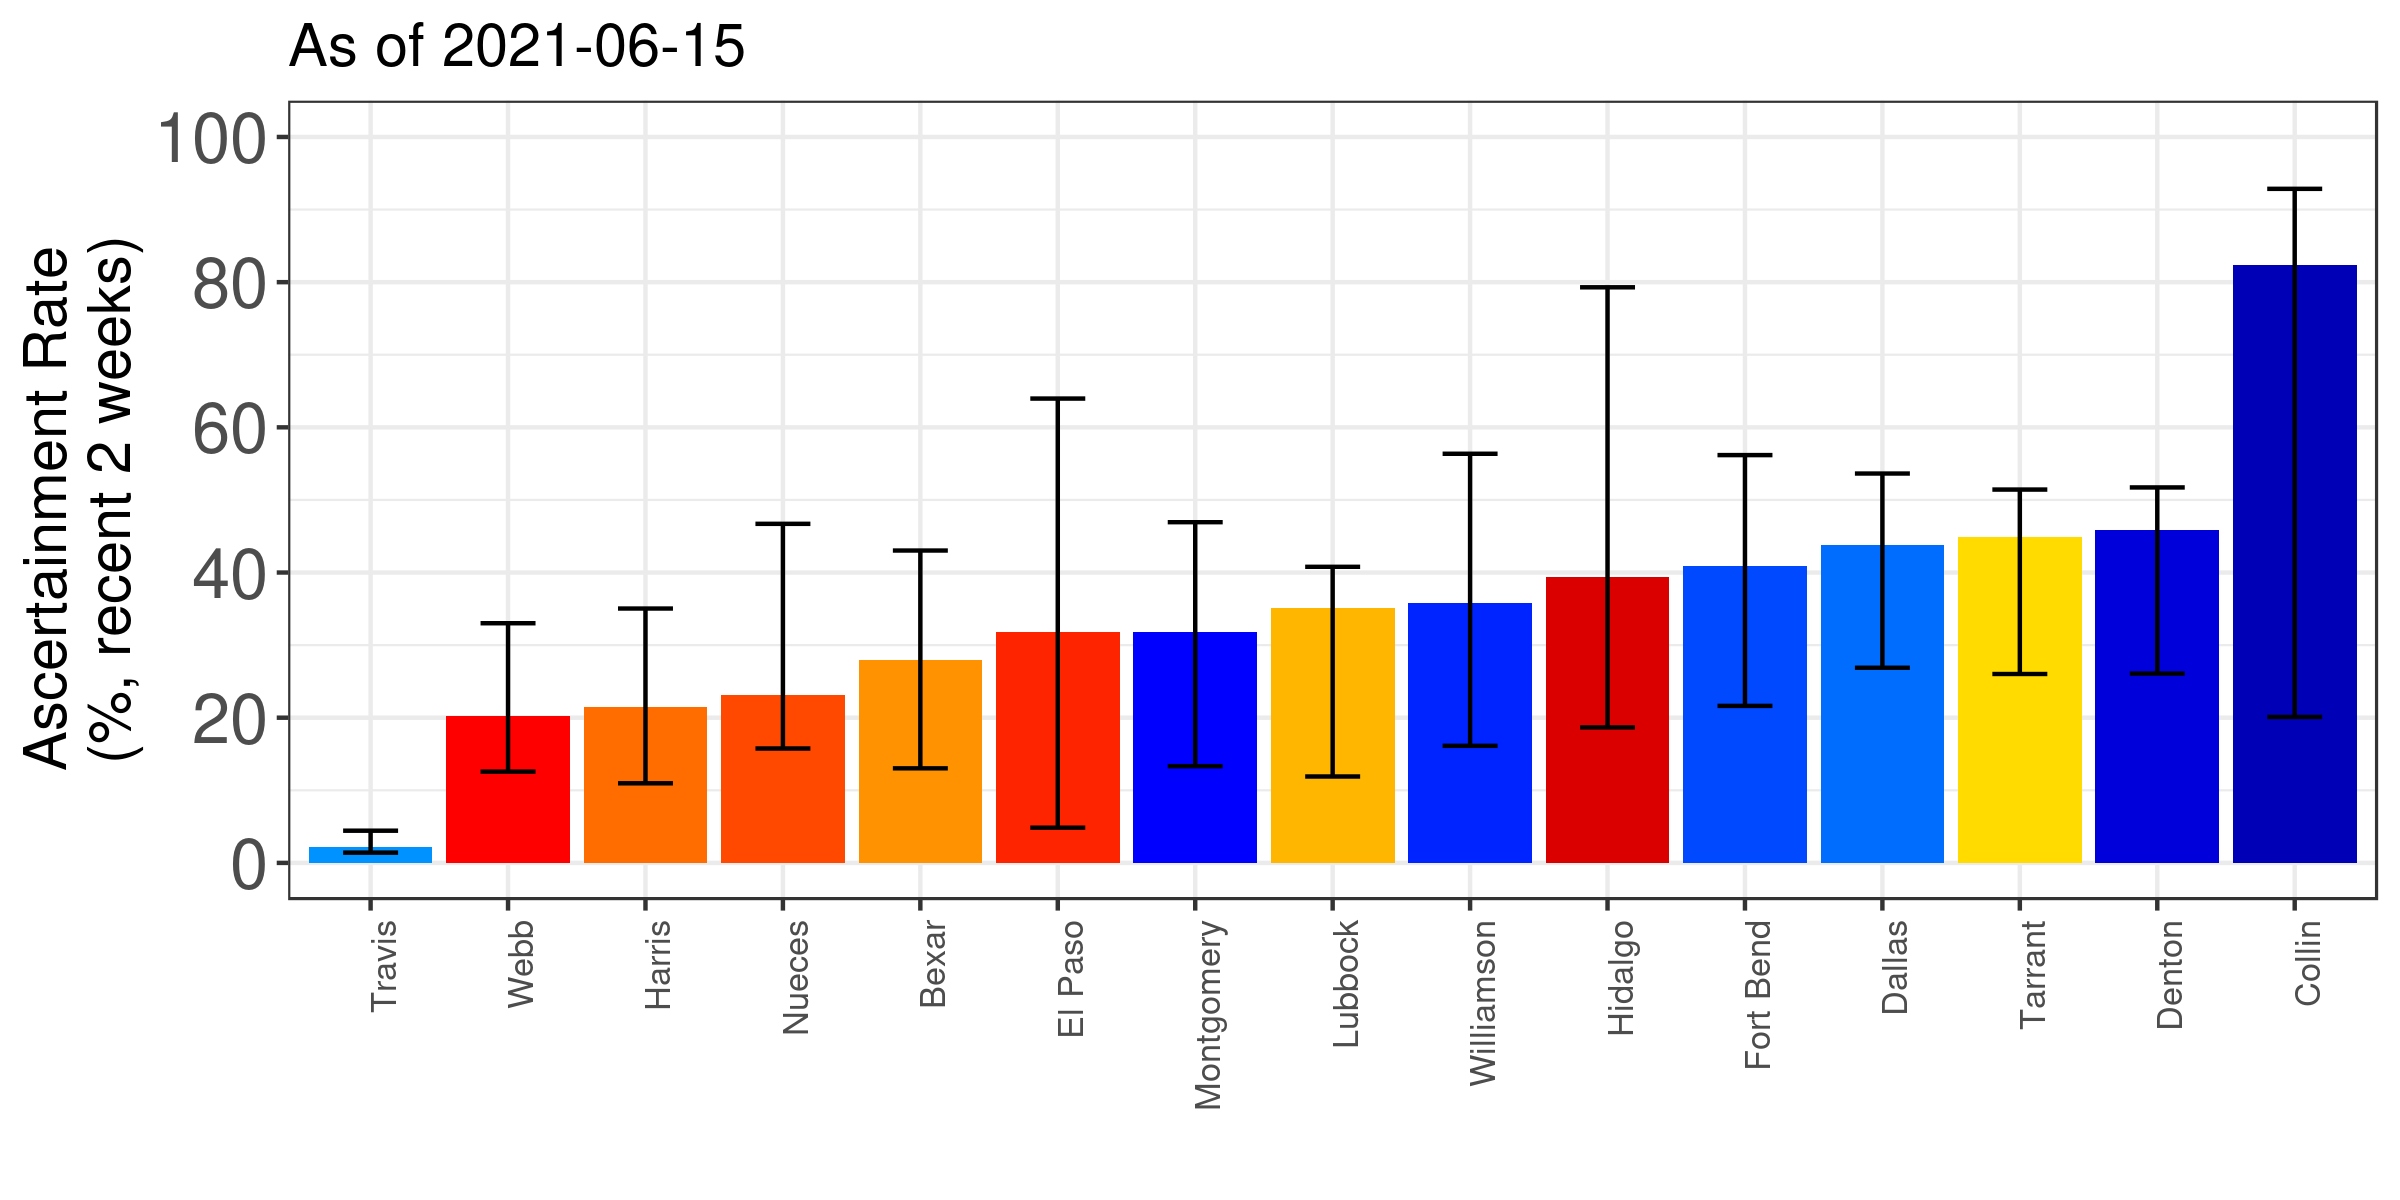 As of 2021-06-15
Ascertainment Rate
(%, recent 2 weeks)
100
80
60
40
20
0
Travis
Webb
Harris
Nueces
Bexar
El Paso
Montgomery
Lubbock
Williamson
Hidalgo
Fort Bend
Dallas
Tarrant
Denton
Collin